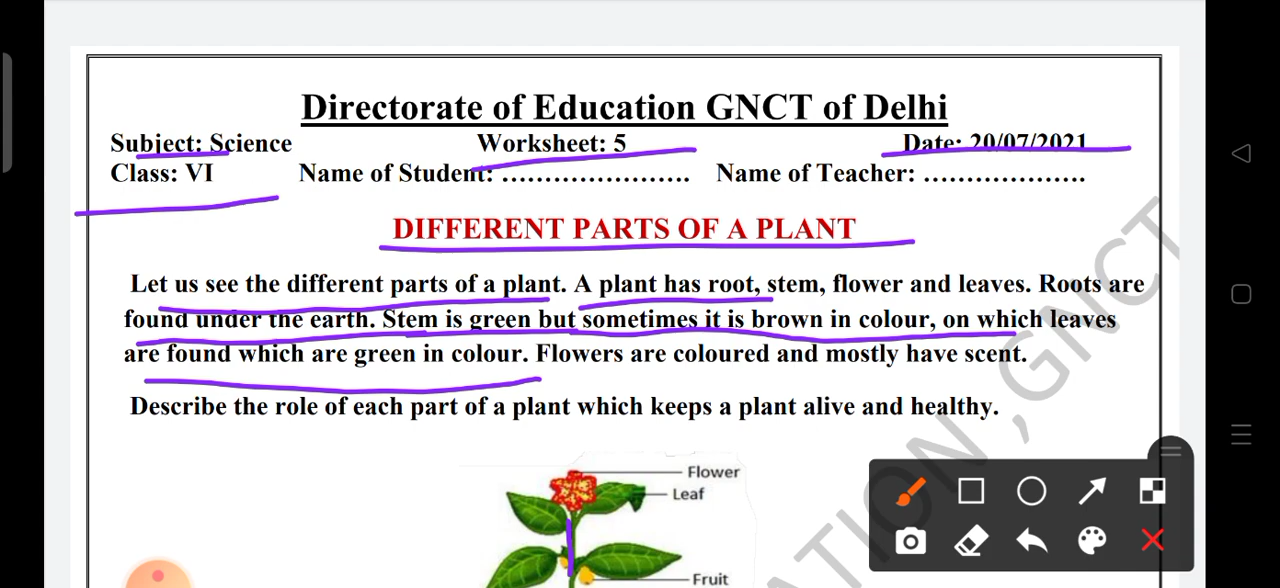 Directorate of Education GNCT of Delhi
Subject: Science Worksheet: 5 Date: 20/07/2021
Class: VI Name of Student: ...................... Name of Teacher: ...................
DIFFERENT PARTS OF A PLANT
Let us see the different parts of a plant. A plant has root, stem, flower and leaves. Roots are
found under the earth. Stem is green but sometimes it is brown in colour, on which leaves
are found which are green in colour. Flowers are coloured and mostly have scent.
Describe the role of each part of a plant which keeps a plant alive and healthy.
Flower
Leaf
Fruit
ATION ,GNCT